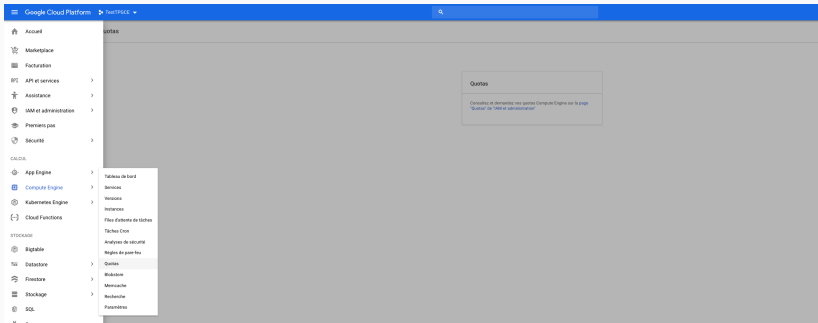 Google Cloud Platform
TestTPGCE
Accueil
uotas
Marketplace
Facturation
API et services
Assistance
IAM et administration
Premiers pas
Sécurité
Quotas
Consultez et demandez vos quotas Compute Engine sur la page
"Quotas" de "IAM et administration"
CALCUL
App Engine
Compute Engine
Kubernetes Engine
Cloud Functions
Tableau de bord
Services
Versions
Instances
Files d'attente de tâches
Tâches Cron
Analyses de sécurité
Règles de pare-feu
Quotas
Blobstore
Memcache
Recherche
Paramètres
STOCKAGE
Bigtable
Datastore
Firestore
Stockage
SQL